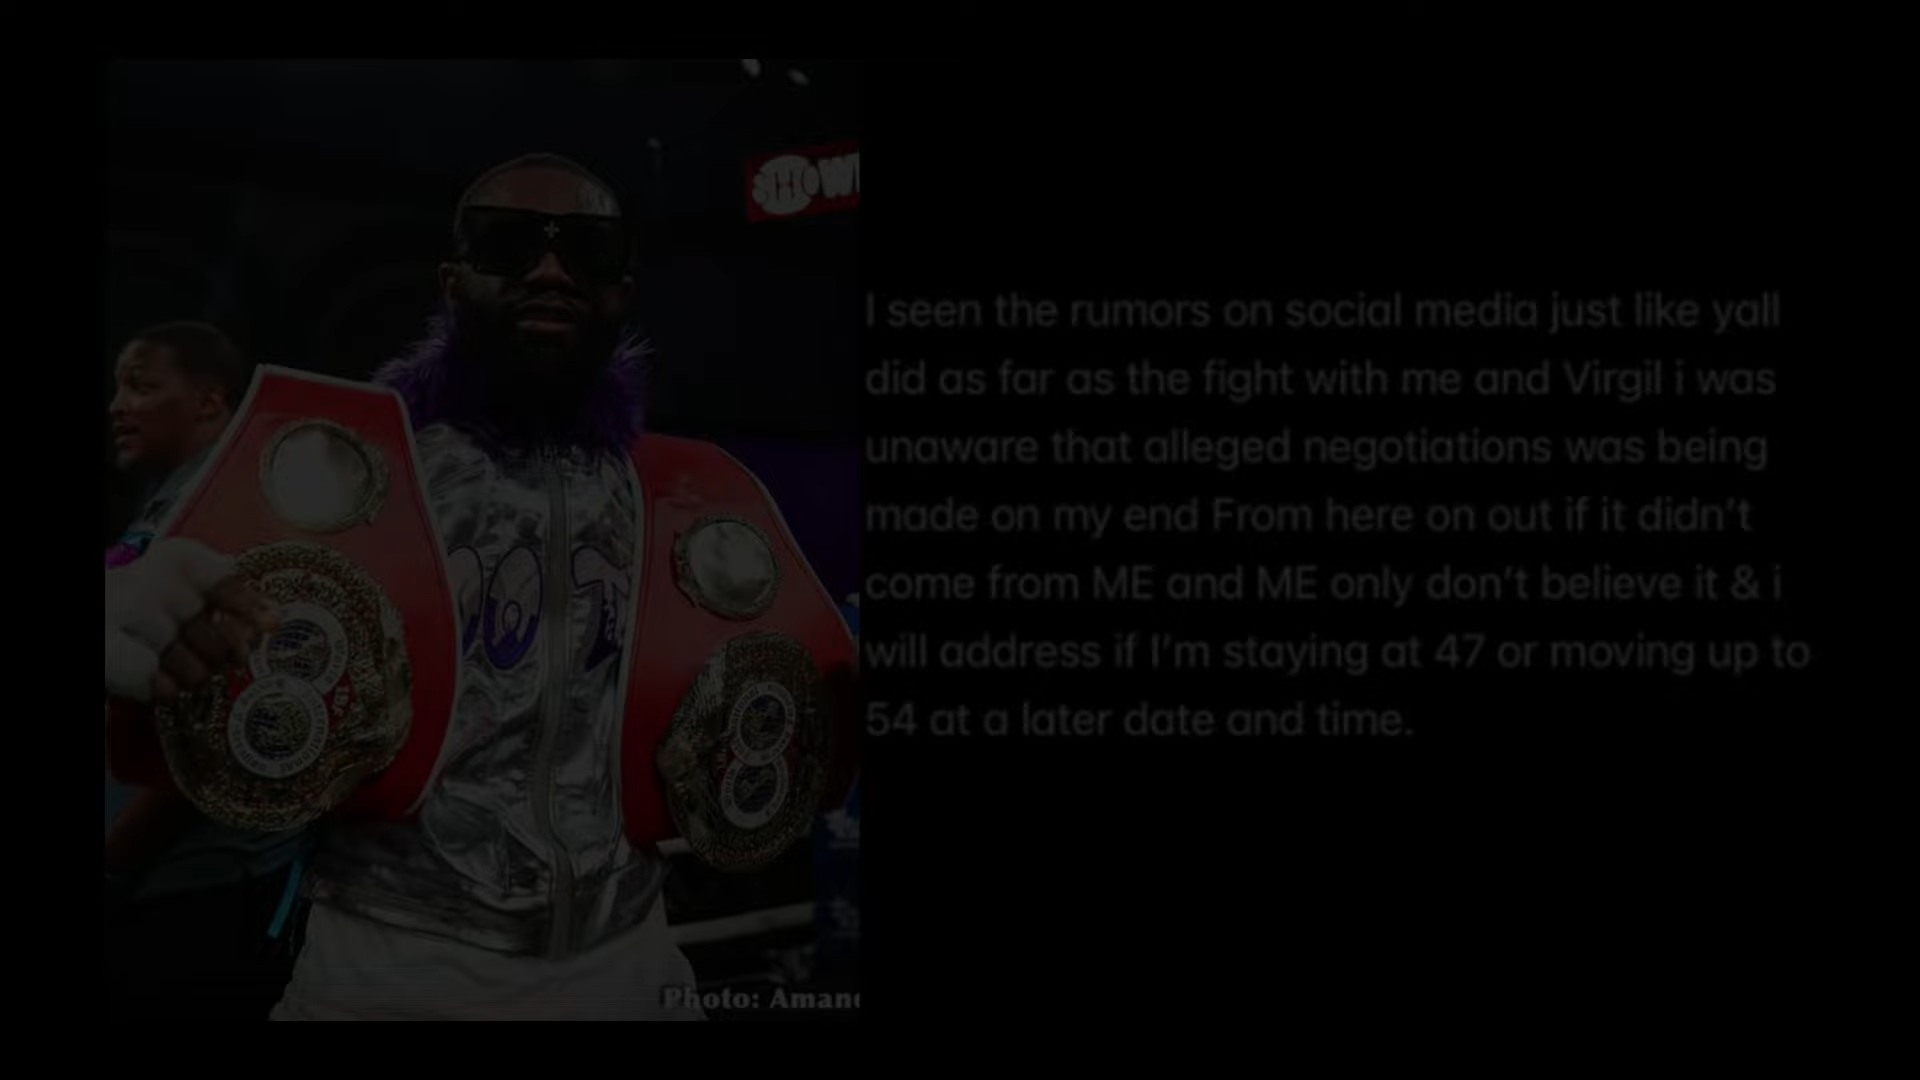 SHOW
I seen the rumors on social media just like yall
did as far as the fight with me and Virgil i was
unaware that alleged negotiations was being
made on my end From here on out if it didn't
come from ME and ME only don't believe it & i
will address if I'm staying at 47 or moving up to
54 at a later date and time.
Photo: Aman